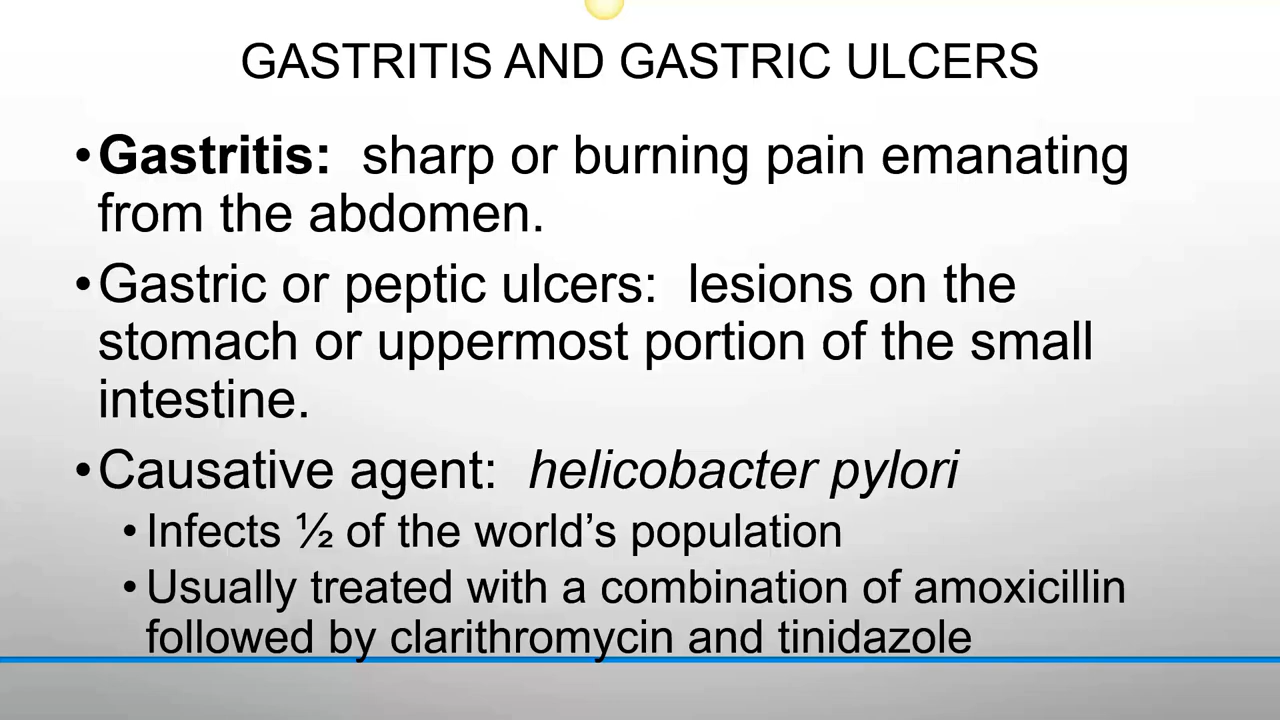 GASTRITIS AND GASTRIC ULCERS
•Gastritis:  sharp or burning pain emanating
from the abdomen.
•Gastric or peptic ulcers:  lesions on the
stomach or uppermost portion of the small
intestine.
•Causative agent:  helicobacter pylori
•Infects ½ of the world’s population
•Usually treated with a combination of amoxicillin
followed by clarithromycin and tinidazole